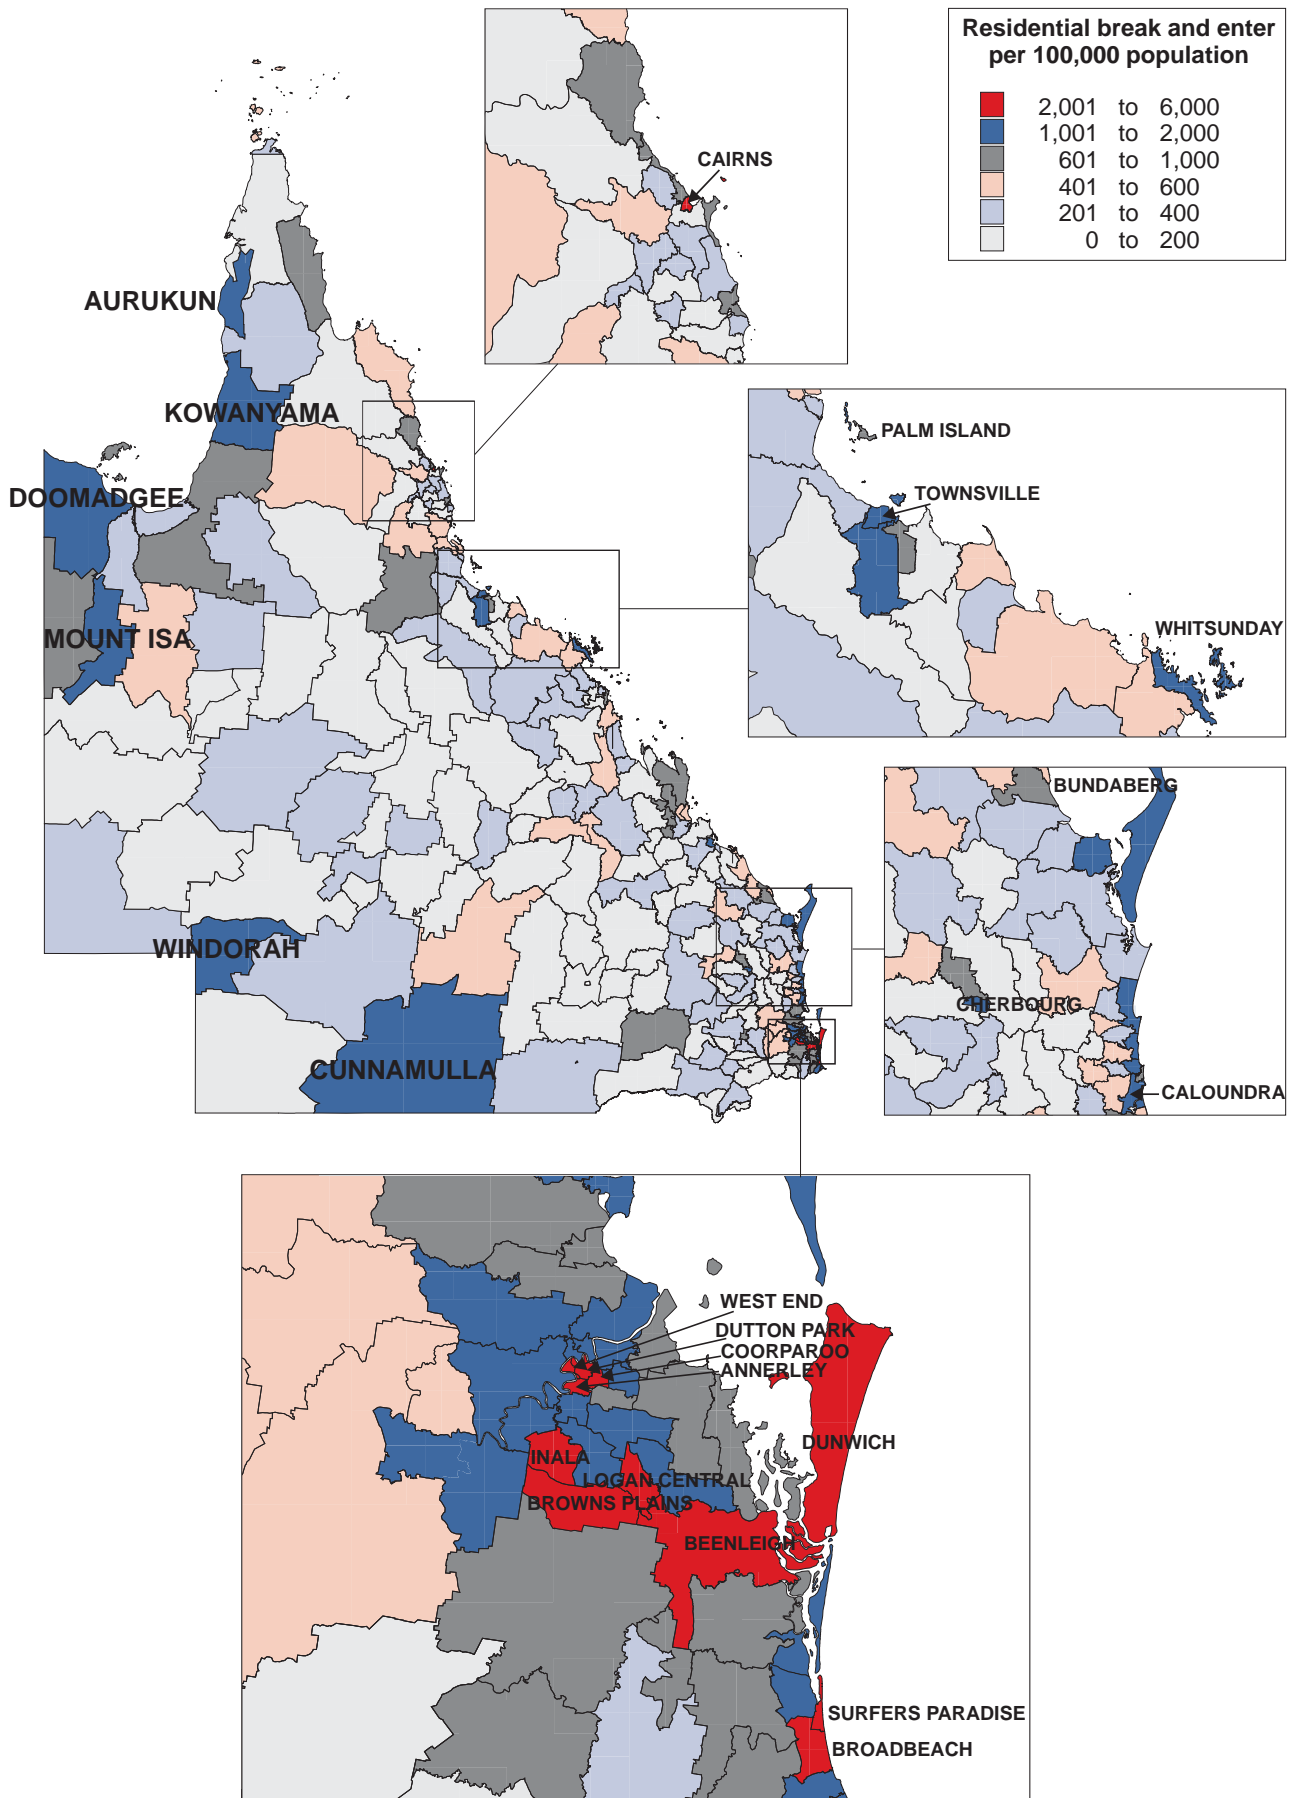 Residential break and enter
per 100,000 population
2,001 to 6,000
1,001 to 2,000
601 to 1,000
401 to 600
201 to 400
0 to 200
CAIRNS
AURUKUN
KOWANYAMA
PALM ISLAND
DOOMADGEE
TOWNSVILLE
WHITSUNDAY
MOUNT ISA
BUNDABERG
WINDORAH
CHERBOURG
CUNNAMULLA
CALOUNDRA
WEST END
DUTTON PARK
COORPAROO
ANNERLEY
DUNWICH
INALA
LOGAN CENTRAL
BROWNS PLAINS
BEENLEIGH
SURFERS PARADISE
BROADBEACH